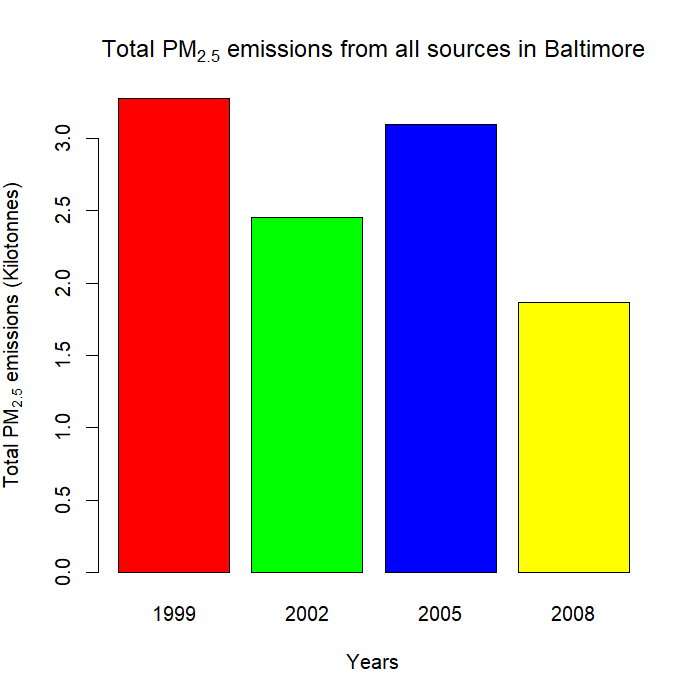 Total PM2.5 emissions from all sources in Baltimore
Total PM2.5 emissions (Kilotonnes)
3.0
2.5
2.0
1.5
1.0
0.5
0.0
1999 2002 2005 2008
Years